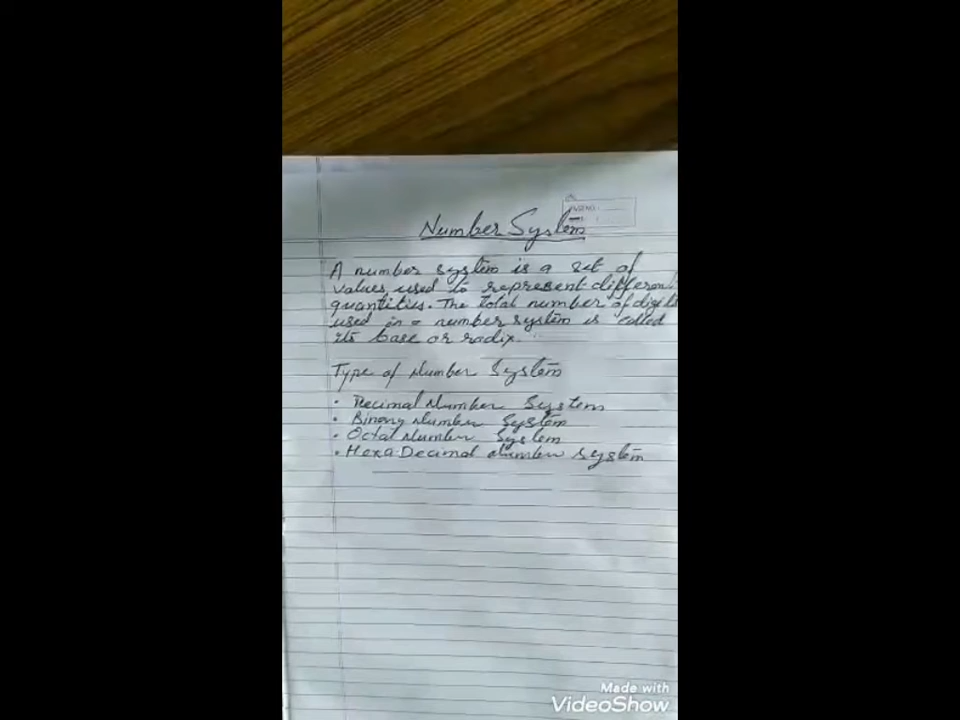 Number System
A number system is a set of
values used to represent different
quantities. The total number of digits
used in a number system is called
its base or radix.
Type of Number System
• Decimal Number System
• Binary Number System
• Octal Number System
• Hexa-Decimal Number System
Made with
VideoShow